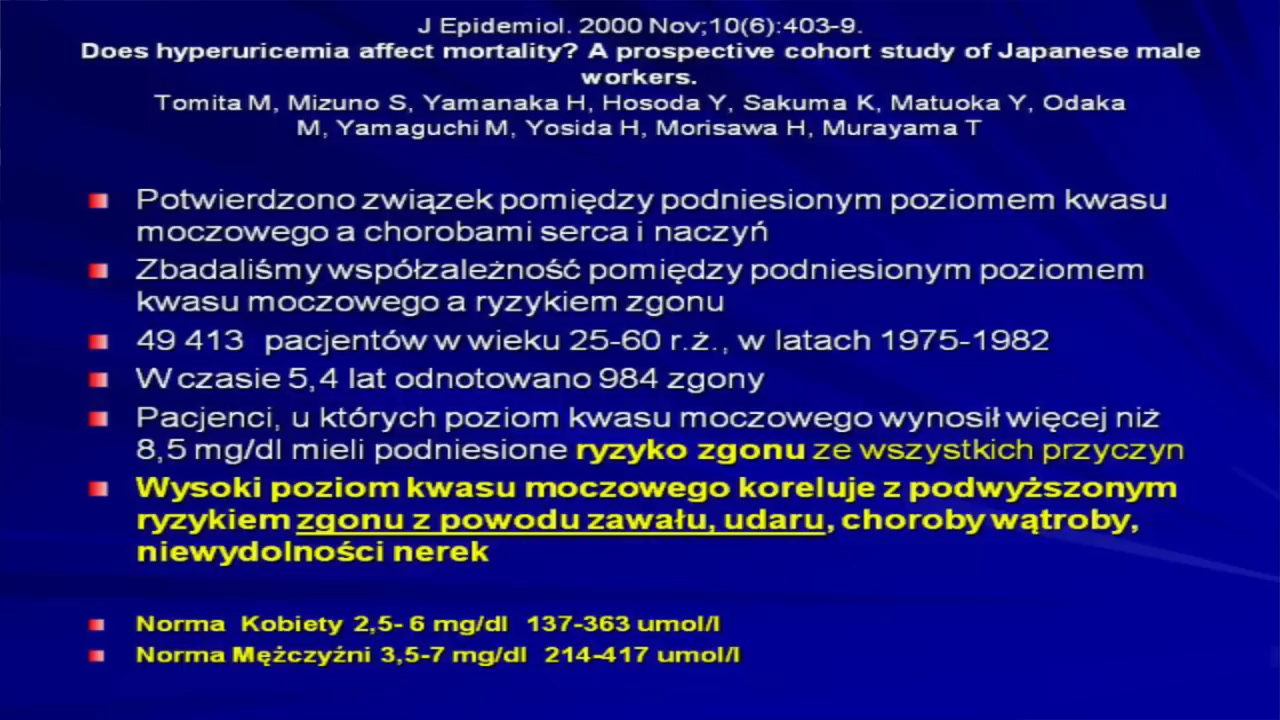 J Epidemiol. 2000 Nov;10(6):403-9.
Does hyperuricemia affect mortality? A prospective cohort study of Japanese male
workers.
Tomita M, Mizuno S, Yamanaka H, Hosoda Y, Sakuma K, Matuoka Y, Odaka
M, Yamaguchi M, Yosida H, Morisawa H, Murayama T
Potwierdzono związek pomiędzy podniesionym poziomem kwasu
moczowego a chorobami serca i naczyń
Zbadaliśmy współzależność pomiędzy podniesionym poziomem
kwasu moczowego a ryzykiem zgonu
49 413 pacjentów w wieku 25-60 r.ż., w latach 1975-1982
W czasie 5,4 lat odnotowano 984 zgony
Pacjenci, u których poziom kwasu moczowego wynosił więcej niż
8,5 mg/dl mieli podniesione ryzyko zgonu ze wszystkich przyczyn
Wysoki poziom kwasu moczowego koreluje z podwyższonym
ryzykiem zgonu z powodu zawału, udaru, choroby wątroby,
niewydolności nerek
Norma Kobiety 2,5- 6 mg/dl 137-363 umol/l
Norma Mężczyźni 3,5-7 mg/dl 214-417 umol/l